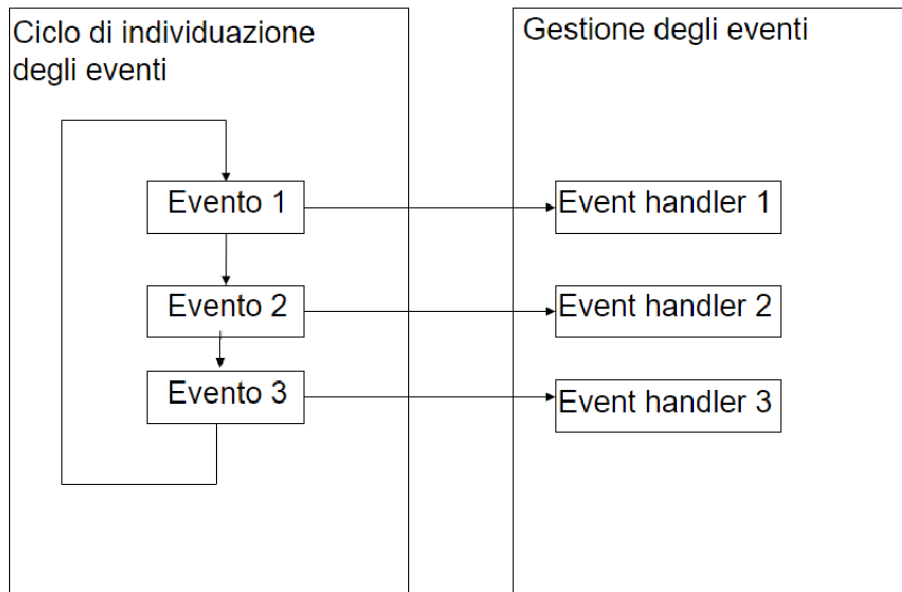 Ciclo di individuazione
degli eventi
Evento 1
Evento 2
Evento 3
Gestione degli eventi
Event handler 1
Event handler 2
Event handler 3